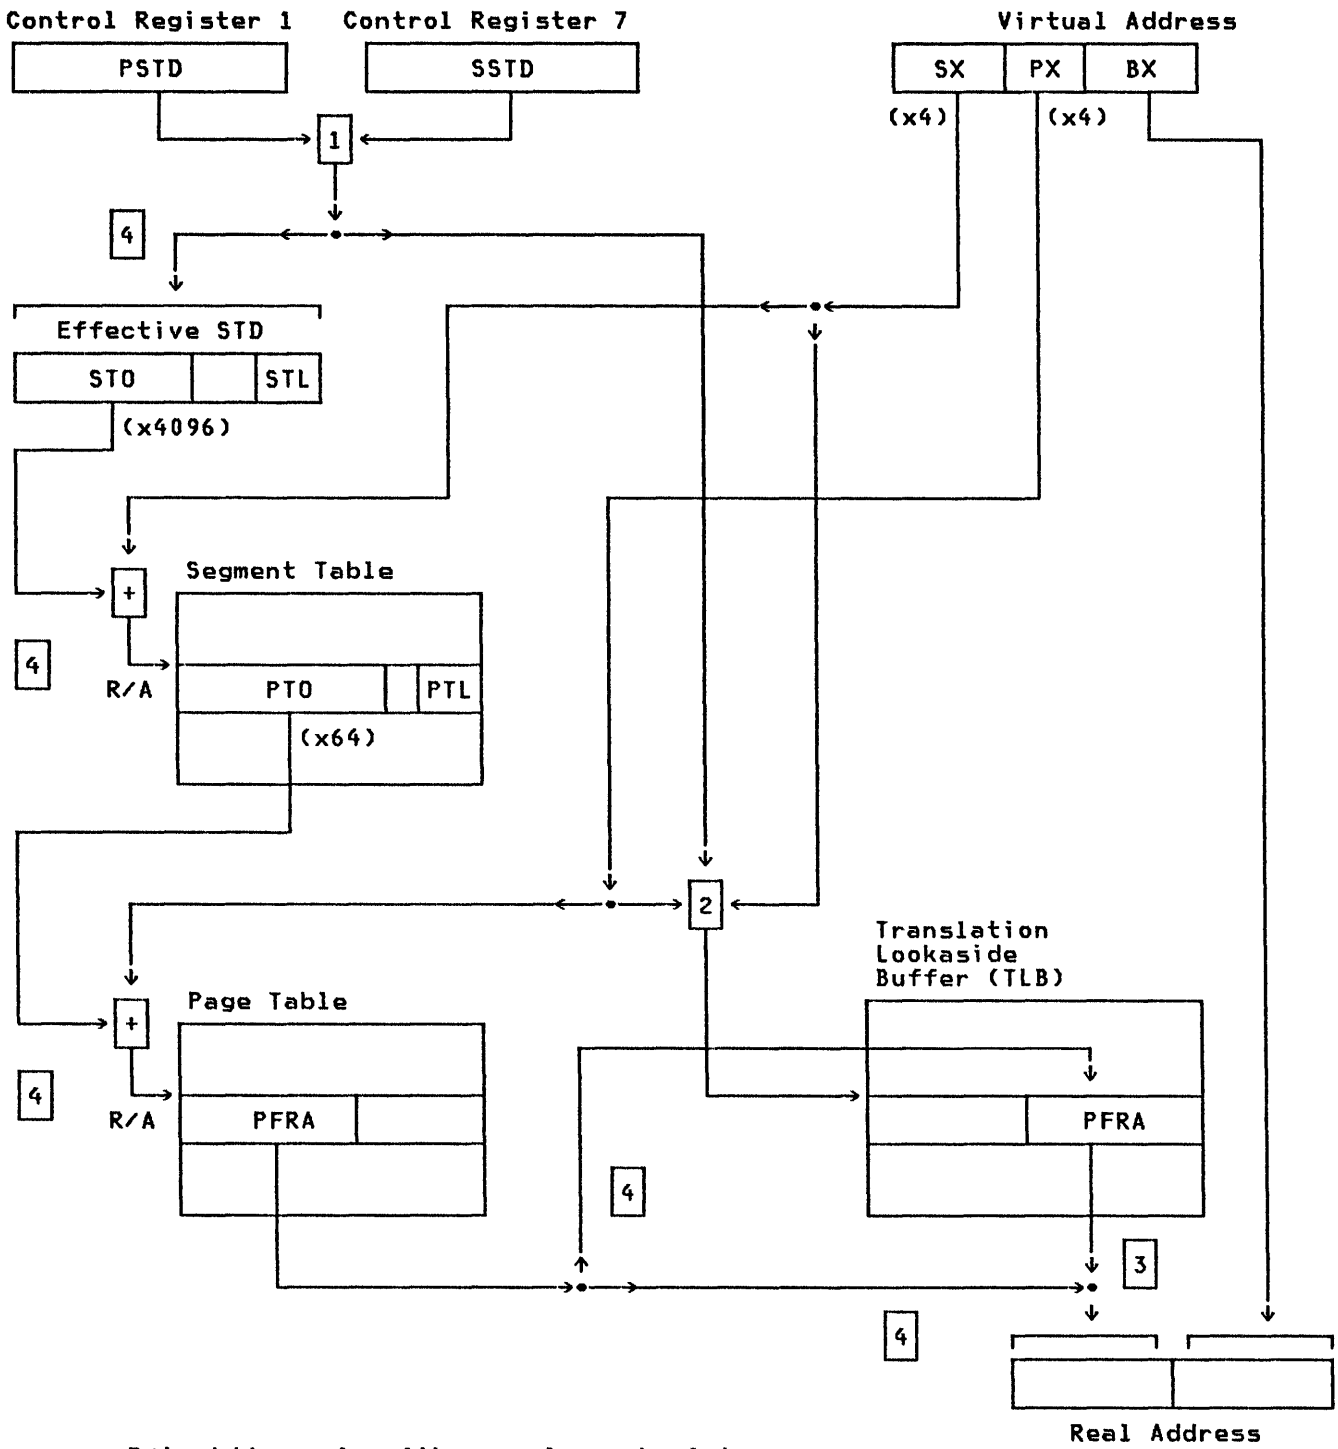 Control Register 1
Control Register 7
Virtual Address
PSTD
SSTD
SX
PX
BX
(x4)
(x4)
1
4
Effective STD
STO
STL
(x4096)
+
Segment Table
4
R/A
PTO
PTL
(x64)
2
Translation
Lookaside
Buffer (TLB)
+
Page Table
4
R/A
PFRA
PFRA
4
3
4
Real Address